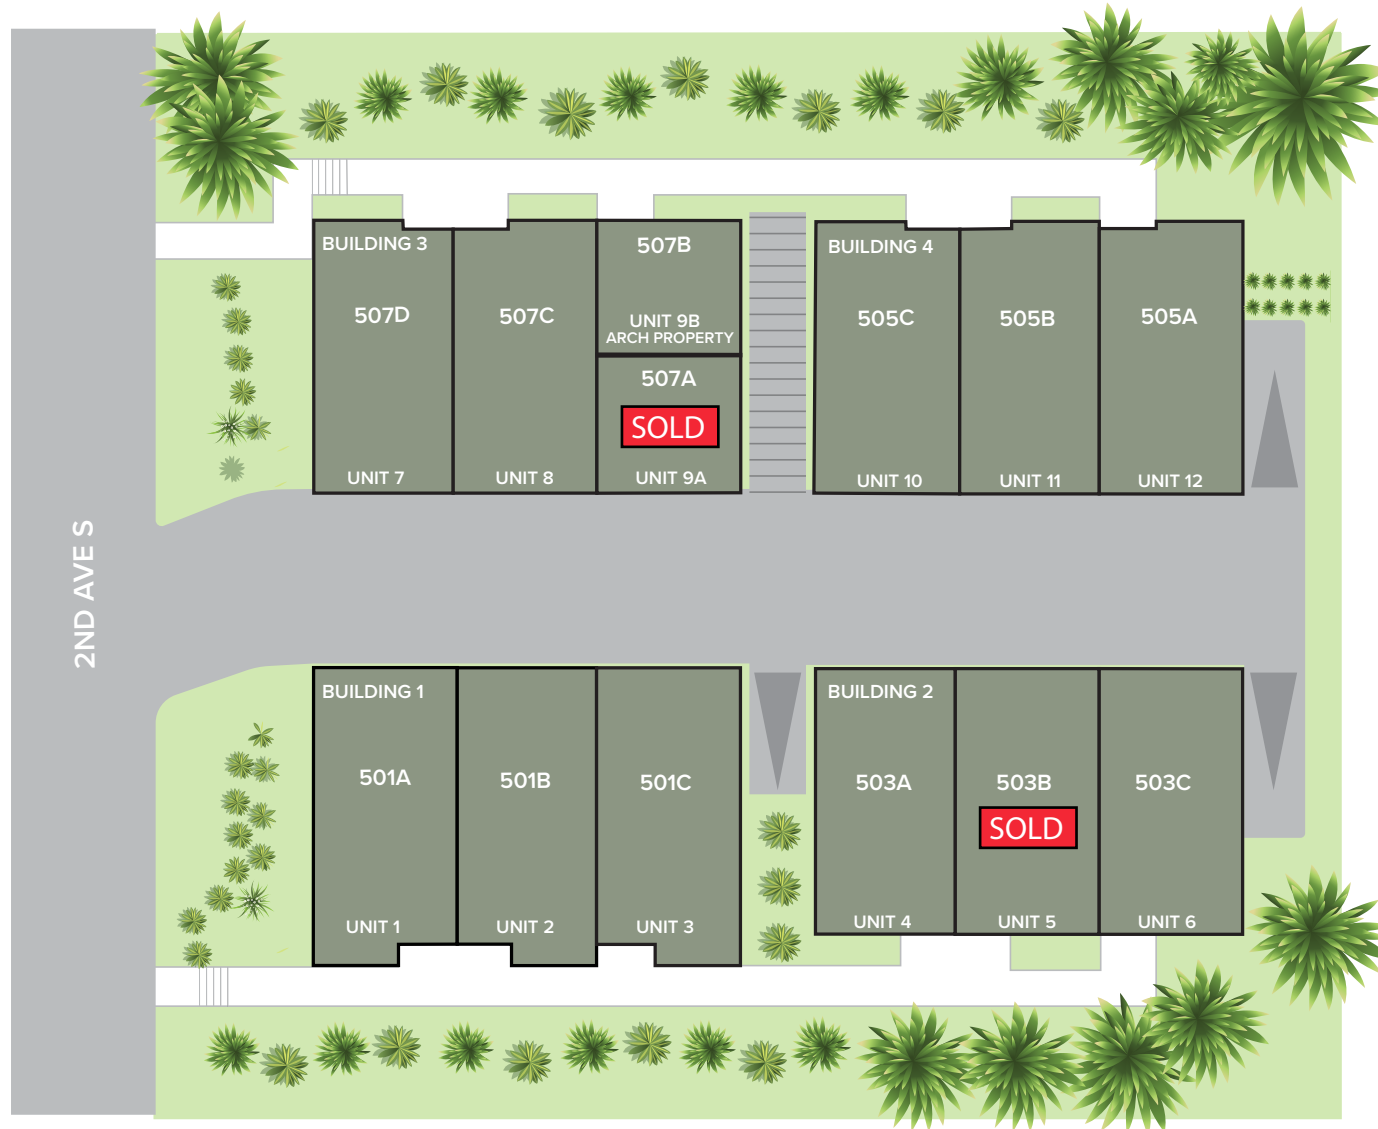 2ND AVE S
BUILDING 3
507D
UNIT 7
507C
UNIT 8
507B
UNIT 9B
ARCH PROPERTY
507A
SOLD
UNIT 9A
BUILDING 4
505C
UNIT 10
505B
UNIT 11
505A
UNIT 12
BUILDING 1
501A
UNIT 1
501B
UNIT 2
501C
UNIT 3
BUILDING 2
503A
UNIT 4
503B
SOLD
UNIT 5
503C
UNIT 6